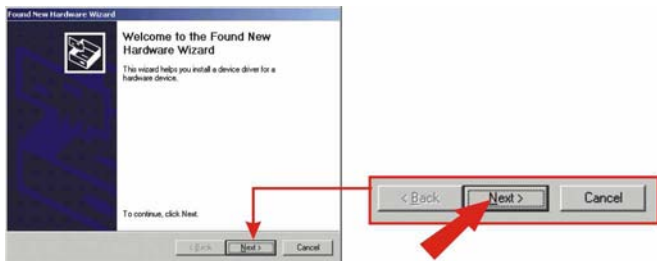 Found New Hardware Wizard
Welcome to the Found New
Hardware Wizard
This wizard helps you install a device driver for a
hardware device.
To continue, click Next.
< Back
Next >
Cancel
< Back
Next >
Cancel